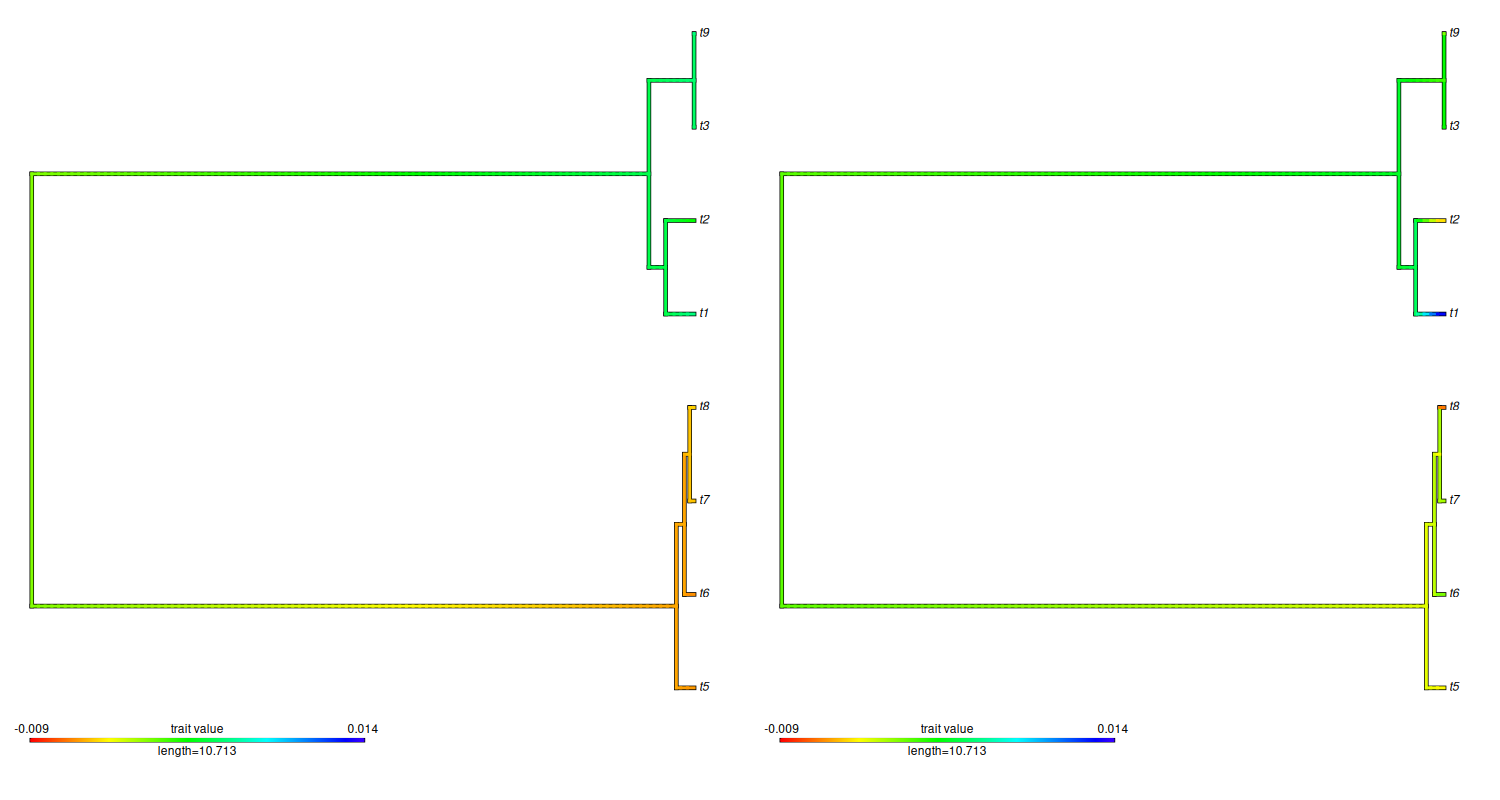 t9
t3
t2
t1
t8
t7
t6
t5
-0.009 trait value 0.014
length=10.713
t9
t3
t2
t1
t8
t7
t6
t5
-0.009 trait value 0.014
length=10.713